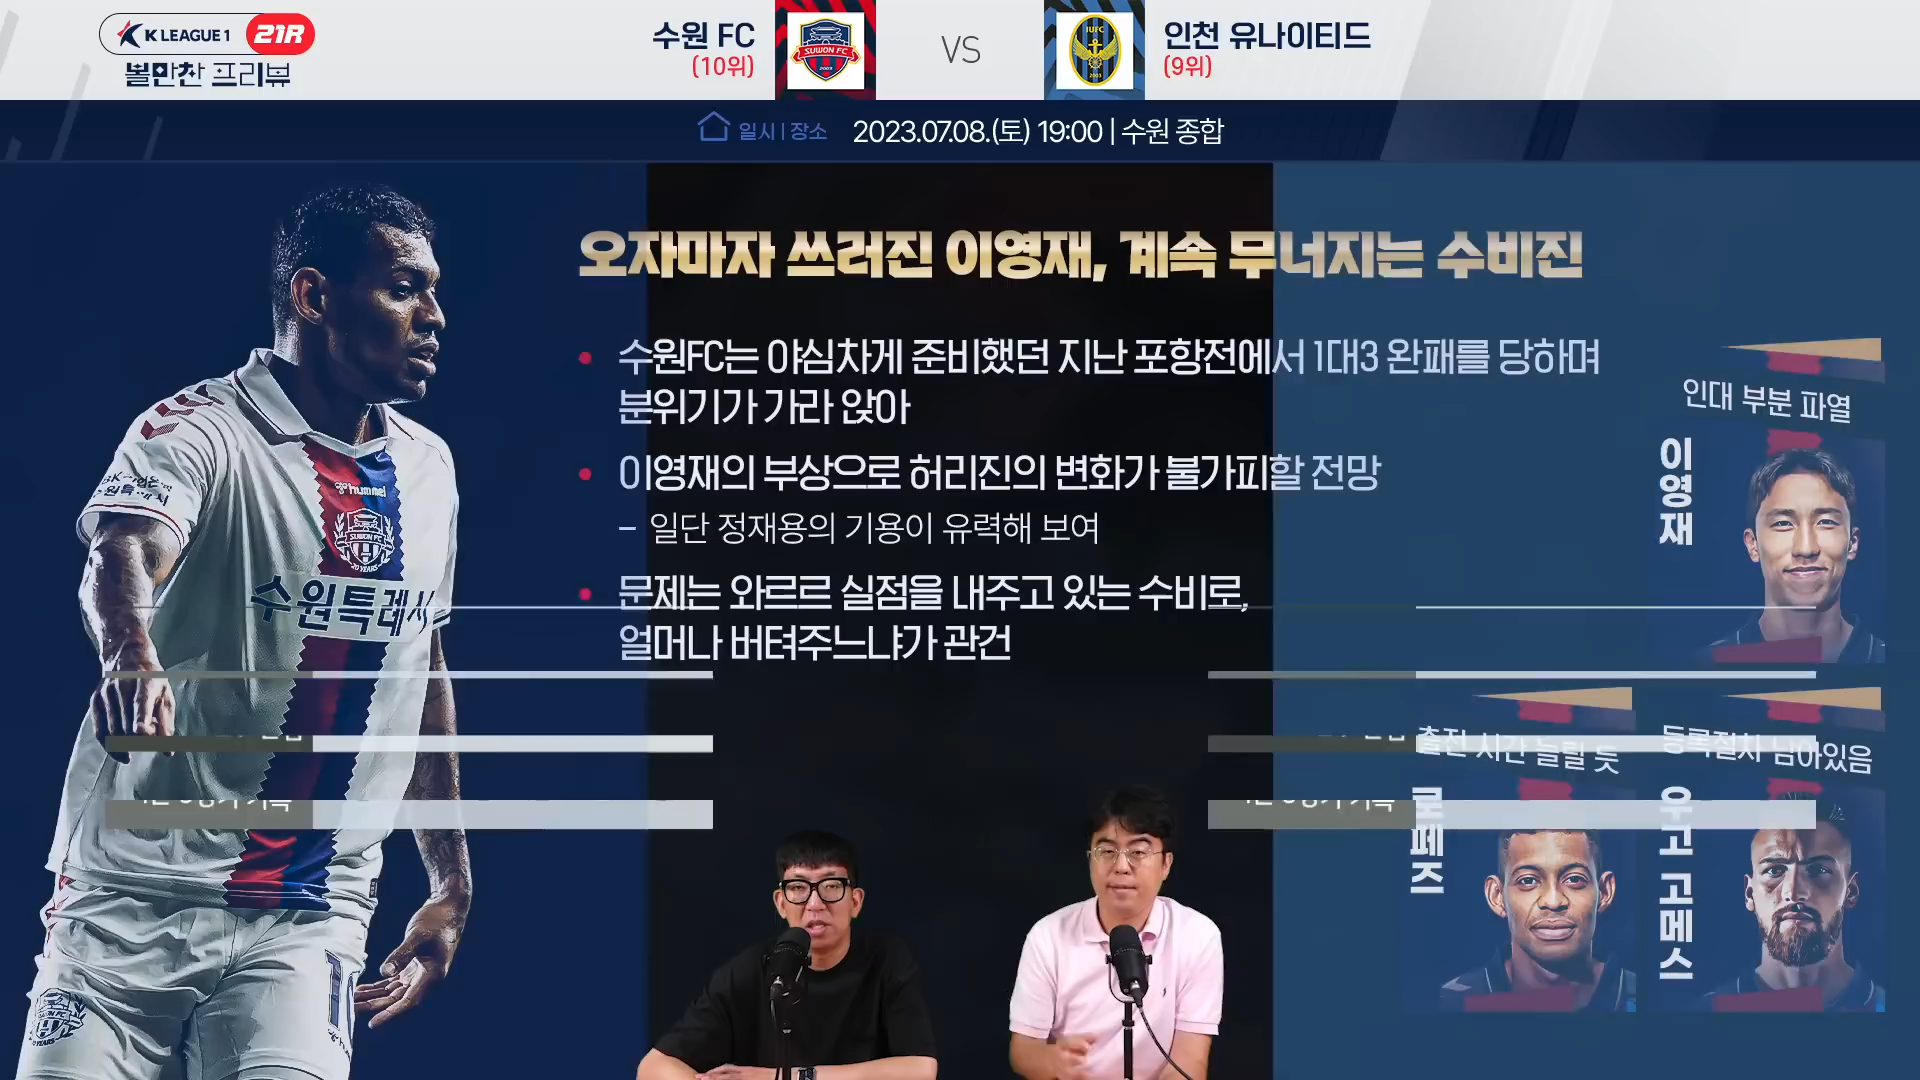 K LEAGUE 1 21R
볼만찬 프리뷰
수원 FC
(10위)
SUWON FC
2003
VS
IUFC
2003
인천 유나이티드
(9위)
일시 | 장소 2023.07.08.(토) 19:00 | 수원 종합
오자마자 쓰러진 이영재, 계속 무너지는 수비진
• 수원FC는 야심차게 준비했던 지난 포항전에서 1대3 완패를 당하며
분위기가 가라 앉아
• 이영재의 부상으로 허리진의 변화가 불가피할 전망
– 일단 정재용의 기용이 유력해 보여
• 문제는 와르르 실점을 내주고 있는 수비로,
얼머나 버텨주느냐가 관건
인대 부분 파열
이영재
출전 시간 늘릴 듯
로페즈
등록절차 남아있음
우고 고메스
hummel
SUWON FC
20 YEARS
수원특례시